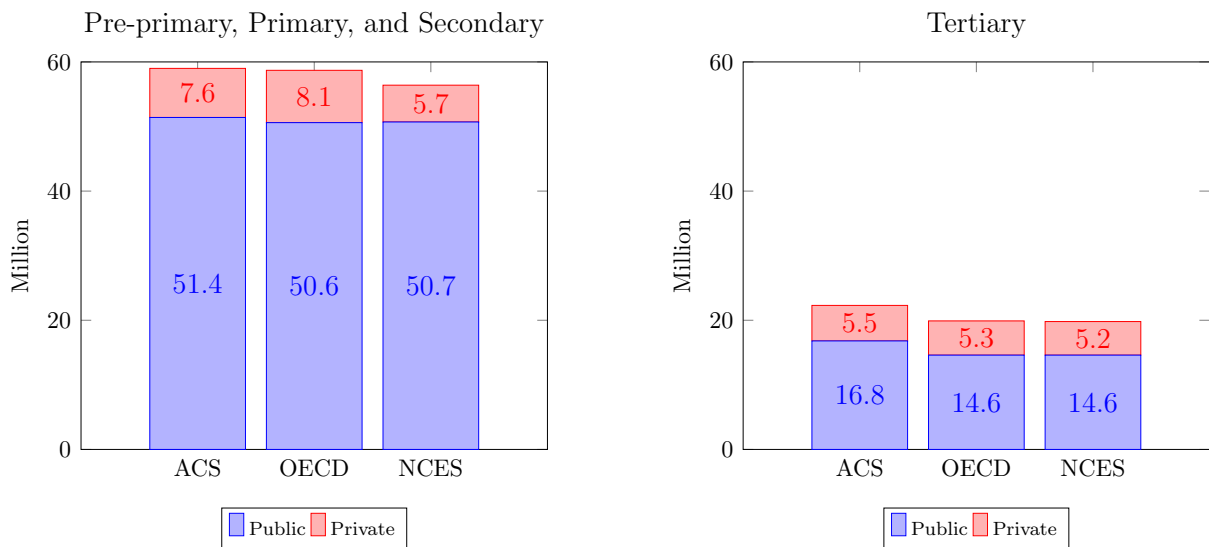 Pre-primary, Primary, and Secondary
60
40
20
0
Million
7.6
8.1
5.7
51.4
50.6
50.7
ACS
OECD
NCES
Public
Private
Tertiary
60
40
20
0
Million
5.5
5.3
5.2
16.8
14.6
14.6
ACS
OECD
NCES
Public
Private